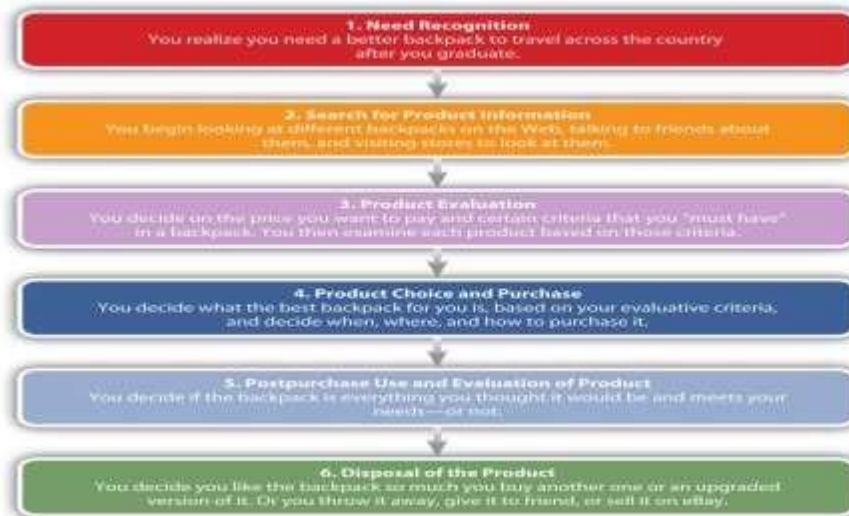 1. Need Recognition
You realize you need a better backpack to travel across the country
after you graduate.
2. Search for Product Information
You begin looking at different backpacks on the Web, talking to friends about
them, and visiting stores to look at them.
3. Product Evaluation
You decide on the price you want to pay and certain criteria that you "must have"
in a backpack. You then examine each product based on those criteria.
4. Product Choice and Purchase
You decide what the best backpack for you is, based on your evaluative criteria,
and decide when, where, and how to purchase it.
5. Postpurchase Use and Evaluation of Product
You decide if the backpack is everything you thought it would be and meets your
needs—or not.
6. Disposal of the Product
You decide you like the backpack so much you buy another one or an upgraded
version of it. Or you throw it away, give it to friend, or sell it on eBay.